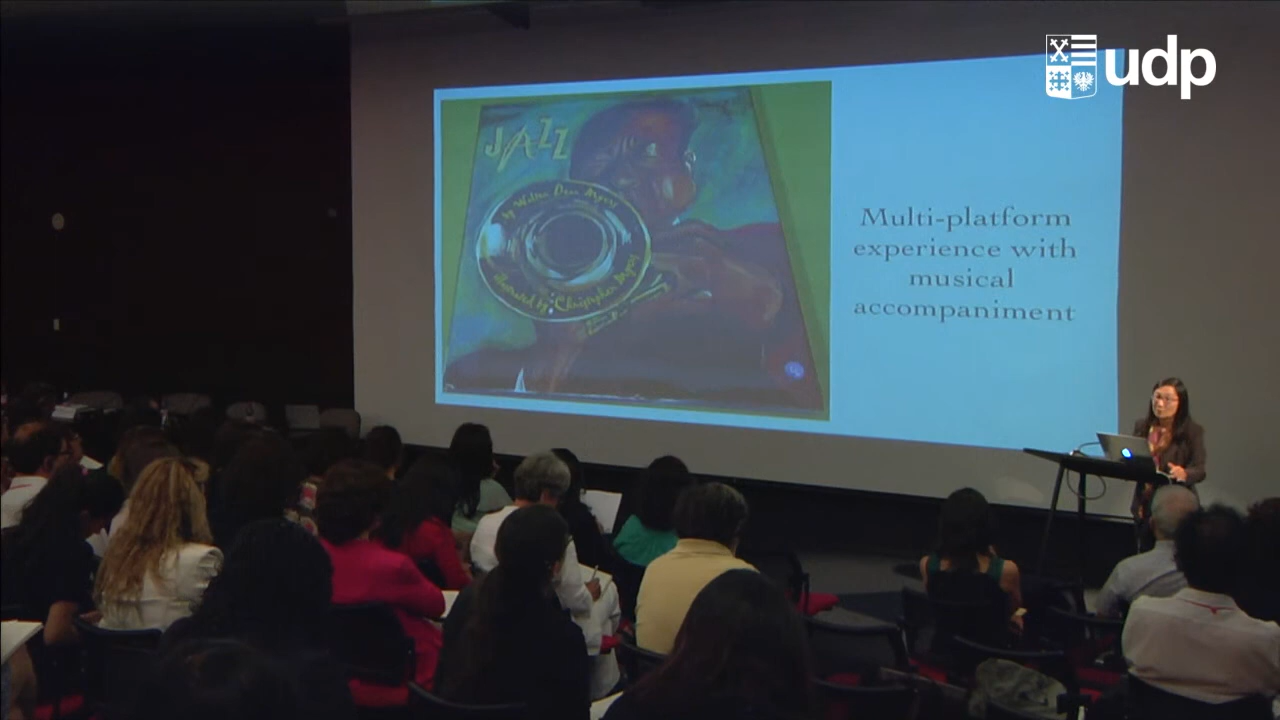 udp
JAZZ
by Walter Dean Myers
illustrated by Christopher Myers
Multi-platform
experience with
musical
accompaniment